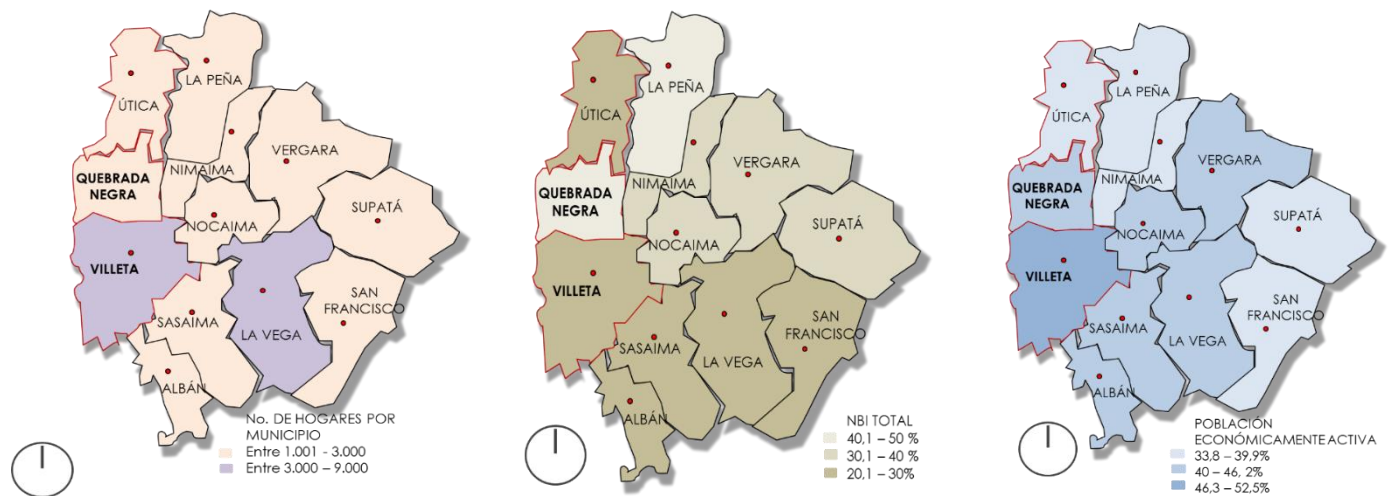 LA PEÑA
ÚTICA
VERGARA
NIMAIMA
QUEBRADA
NEGRA
SUPATÁ
NOCAIMA
VILLETA
SAN
FRANCISCO
SASAIMA
LA VEGA
ALBÁN
No. DE HOGARES POR
MUNICIPIO
Entre 1.001 - 3.000
Entre 3.000 – 9.000
LA PEÑA
ÚTICA
VERGARA
NIMAIMA
QUEBRADA
NEGRA
SUPATÁ
NOCAIMA
VILLETA
SAN
FRANCISCO
SASAIMA
LA VEGA
ALBÁN
NBI TOTAL
40,1 – 50 %
30,1 – 40 %
20,1 – 30%
LA PEÑA
ÚTICA
VERGARA
NIMAIMA
QUEBRADA
NEGRA
SUPATÁ
NOCAIMA
VILLETA
SAN
FRANCISCO
SASAIMA
LA VEGA
ALBÁN
POBLACIÓN
ECONÓMICAMENTE ACTIVA
33,8 – 39,9%
40 – 46, 2%
46,3 – 52,5%